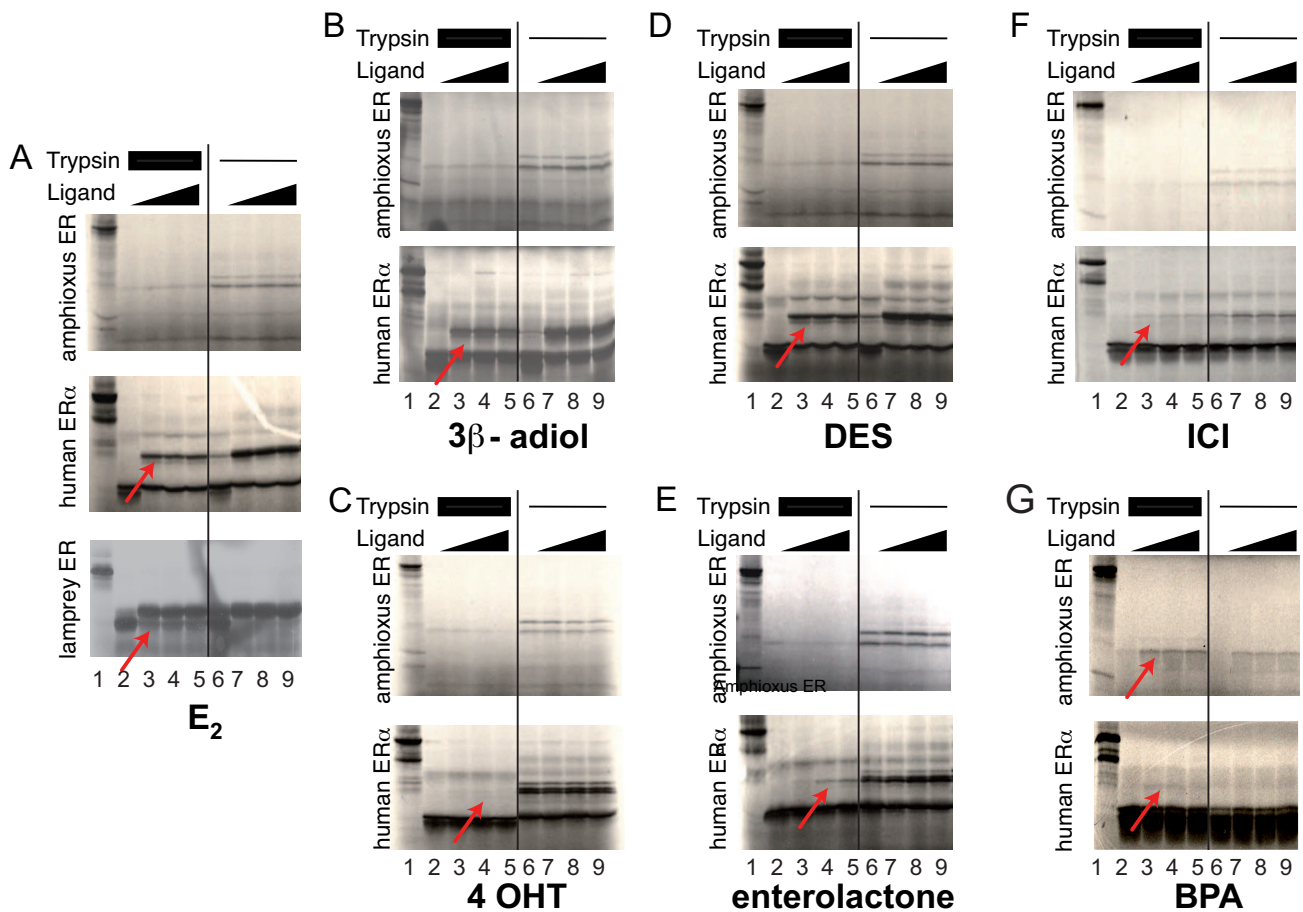 A
Trypsin
Ligand
amphioxus ER
human ERα
lamprey ER
1 2 3 4 5 6 7 8 9
E2
B
Trypsin
Ligand
amphioxus ER
human ERα
1 2 3 4 5 6 7 8 9
3β- adiol
C
Trypsin
Ligand
amphioxus ER
human ERα
1 2 3 4 5 6 7 8 9
4 OHT
D
Trypsin
Ligand
amphioxus ER
human ERα
1 2 3 4 5 6 7 8 9
DES
E
Trypsin
Ligand
amphioxus ER
Amphioxus ER
human ERα
1 2 3 4 5 6 7 8 9
enterolactone
F
Trypsin
Ligand
amphioxus ER
human ERα
1 2 3 4 5 6 7 8 9
ICI
G
Trypsin
Ligand
amphioxus ER
human ERα
1 2 3 4 5 6 7 8 9
BPA